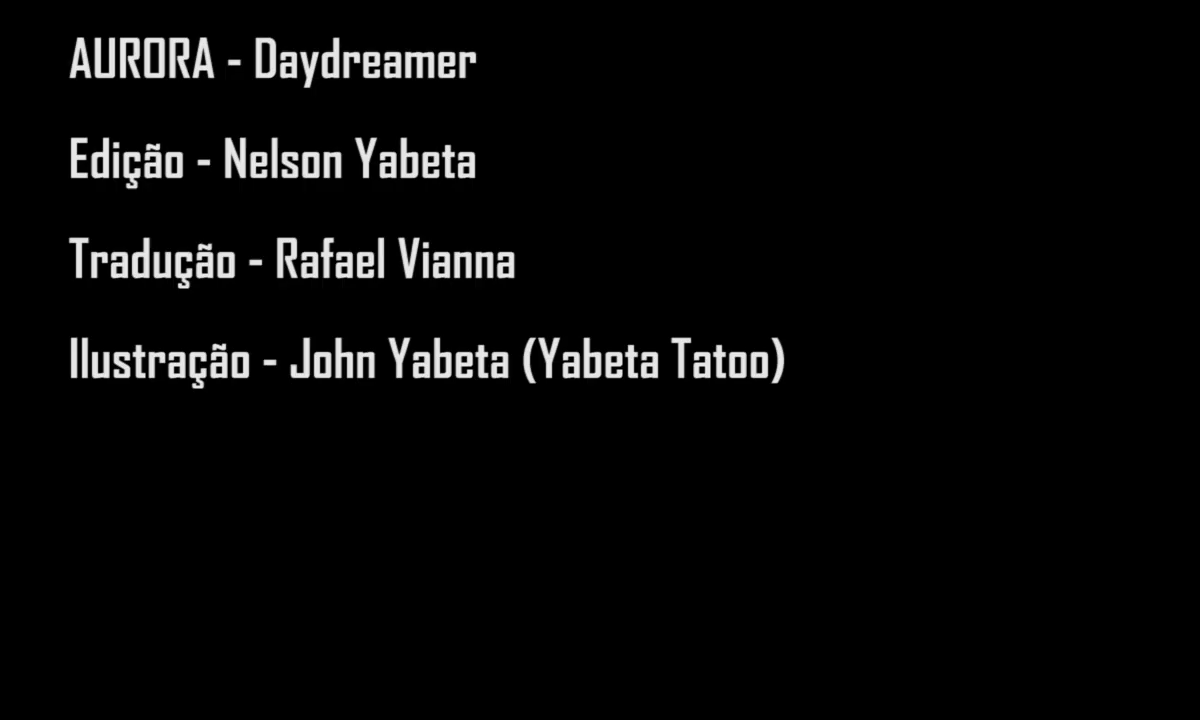 AURORA - Daydreamer
Edição - Nelson Yabeta
Tradução - Rafael Vianna
Ilustração - John Yabeta (Yabeta Tatoo)